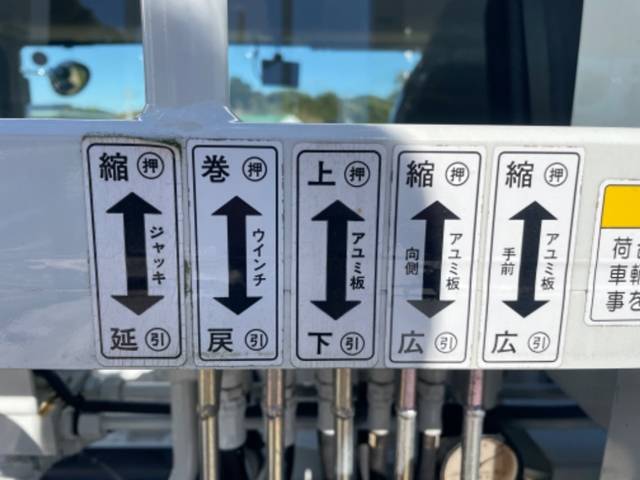 縮 押
ジャッキ
延 引
巻 押
ウインチ
戻 引
上 押
アユミ板
下 引
縮 押
アユミ板
向側
広 引
縮 押
アユミ板
手前
広 引
荷
車輪
事を